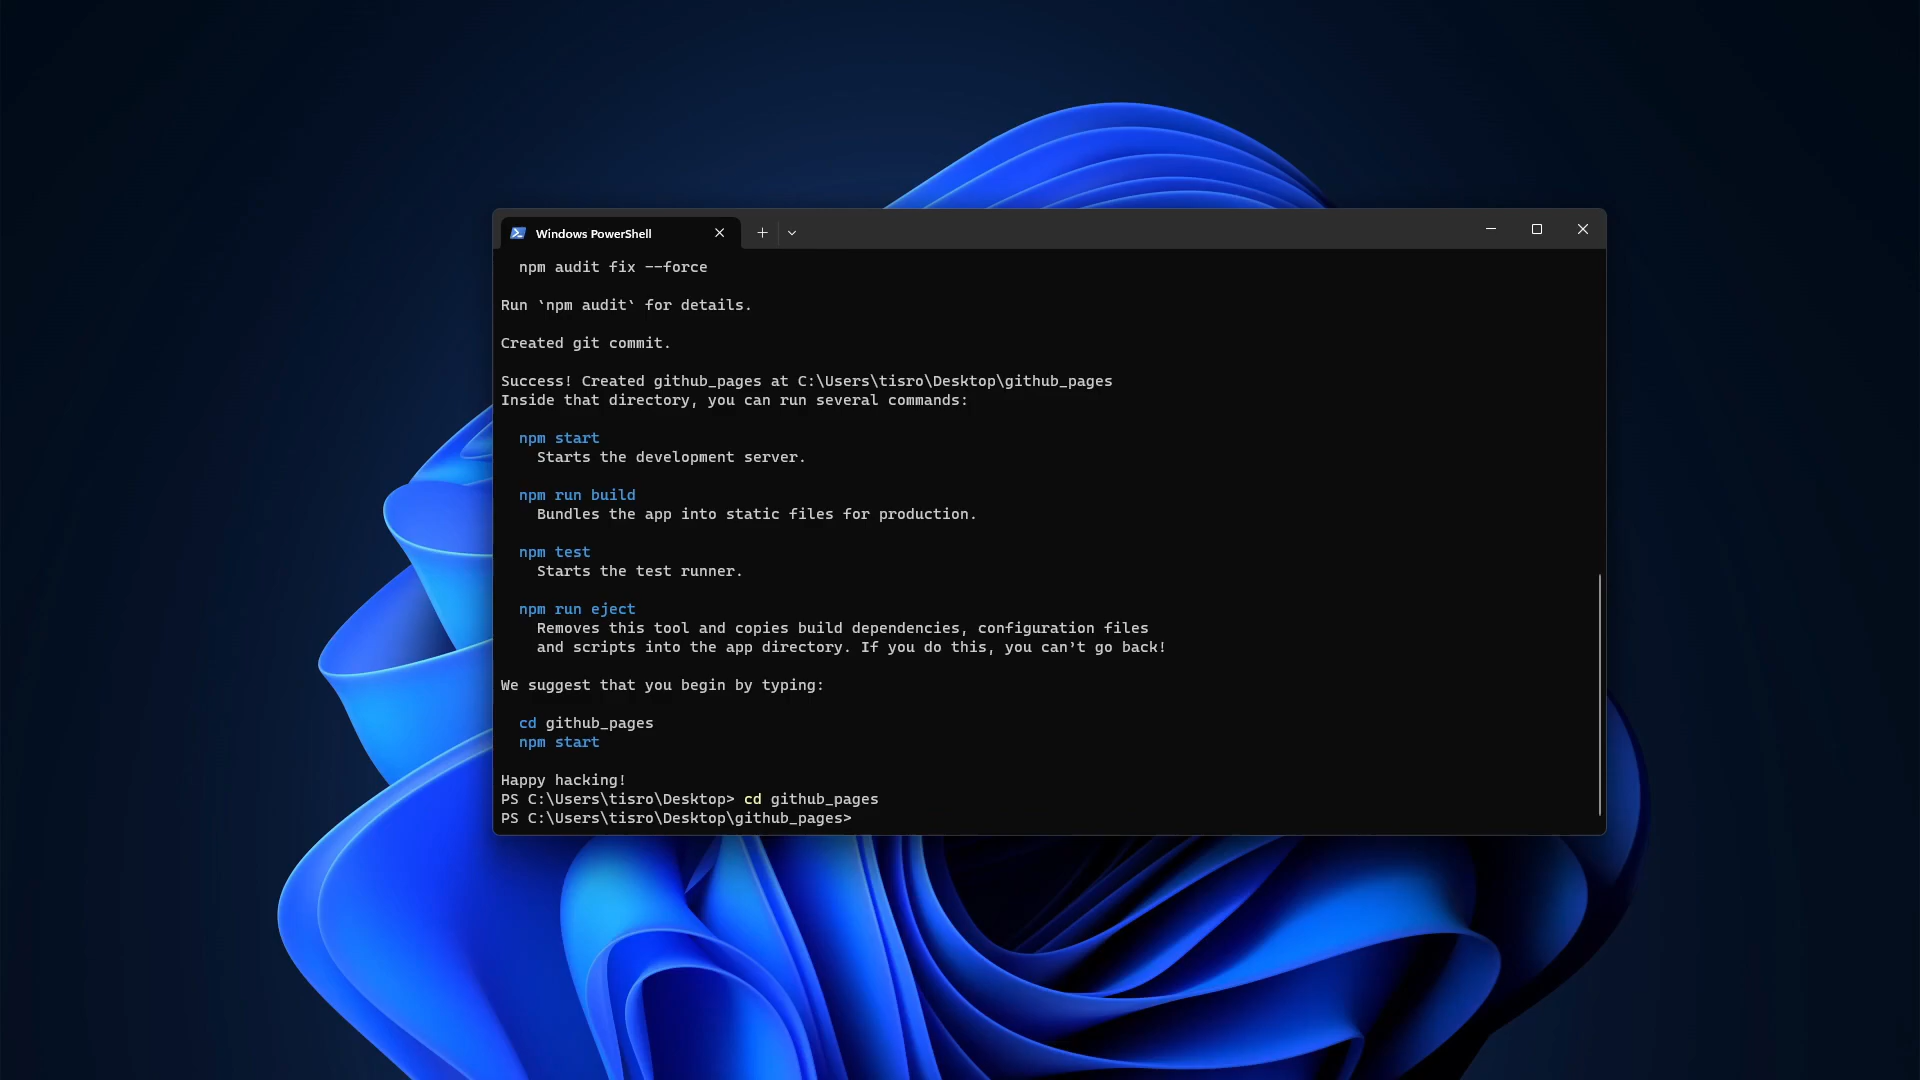 Windows PowerShell
npm audit fix --force
Run `npm audit` for details.
Created git commit.
Success! Created github_pages at C:\Users\tisro\Desktop\github_pages
Inside that directory, you can run several commands:
npm start
Starts the development server.
npm run build
Bundles the app into static files for production.
npm test
Starts the test runner.
npm run eject
Removes this tool and copies build dependencies, configuration files
and scripts into the app directory. If you do this, you can’t go back!
We suggest that you begin by typing:
cd github_pages
npm start
Happy hacking!
PS C:\Users\tisro\Desktop> cd github_pages
PS C:\Users\tisro\Desktop\github_pages>